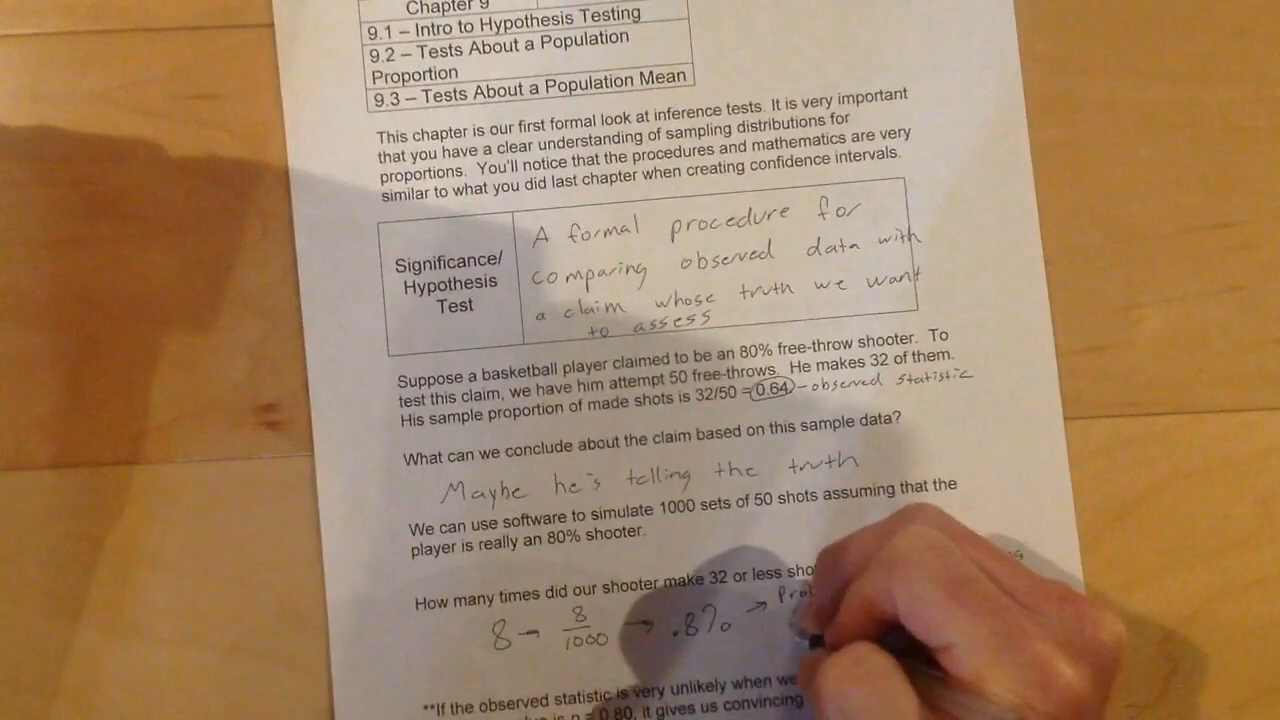 Chapter 9
9.1 – Intro to Hypothesis Testing
9.2 – Tests About a Population
Proportion
9.3 – Tests About a Population Mean
This chapter is our first formal look at inference tests. It is very important
that you have a clear understanding of sampling distributions for
proportions. You'll notice that the procedures and mathematics are very
similar to what you did last chapter when creating confidence intervals.
Significance/
Hypothesis
Test
A formal procedure for
comparing observed data with
a claim whose truth we want
to assess
Suppose a basketball player claimed to be an 80% free-throw shooter. To
test this claim, we have him attempt 50 free-throws. He makes 32 of them.
His sample proportion of made shots is 32/50 = 0.64 – observed statistic
What can we conclude about the claim based on this sample data?
Maybe he's telling the truth
We can use software to simulate 1000 sets of 50 shots assuming that the
player is really an 80% shooter.
How many times did our shooter make 32 or less
8 → 8/1000 → .8% →
**If the observed statistic is very unlikely when we
is p = 0.80, it gives us convincing